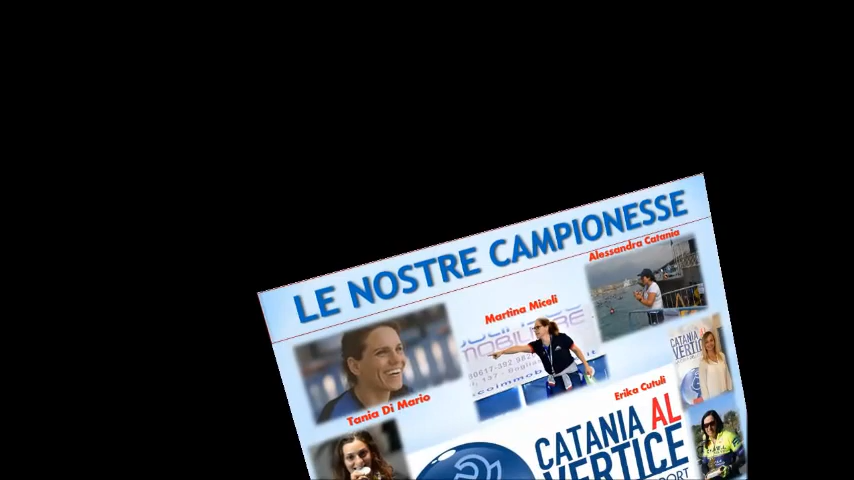 LE NOSTRE CAMPIONESSE
Alessandra Catania
Martina Miceli
Tania Di Mario
Erika Cutuli
CATANIA AL
VERTICE